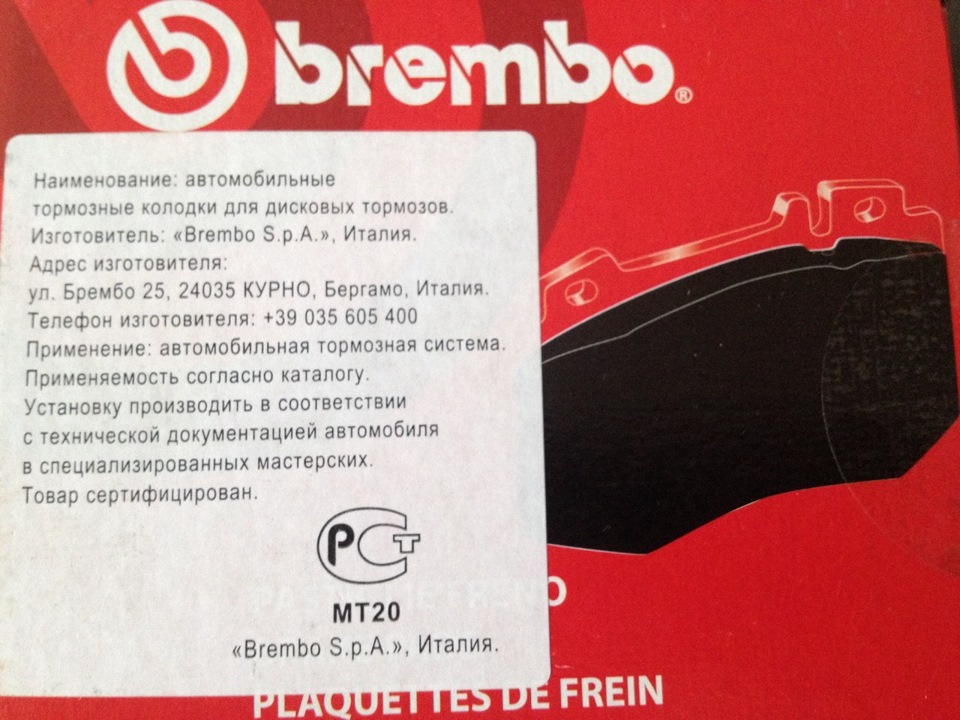 brembo®
Наименование: автомобильные
тормозные колодки для дисковых тормозов.
Изготовитель: «Brembo S.p.A.», Италия.
Адрес изготовителя:
ул. Брембо 25, 24035 КУРНО, Бергамо, Италия.
Телефон изготовителя: +39 035 605 400
Применение: автомобильная тормозная система.
Применяемость согласно каталогу.
Установку производить в соответствии
с технической документацией автомобиля
в специализированных мастерских.
Товар сертифицирован.
РСТ
МТ20
«Brembo S.p.A.», Италия.
PLAQUETTES DE FREIN